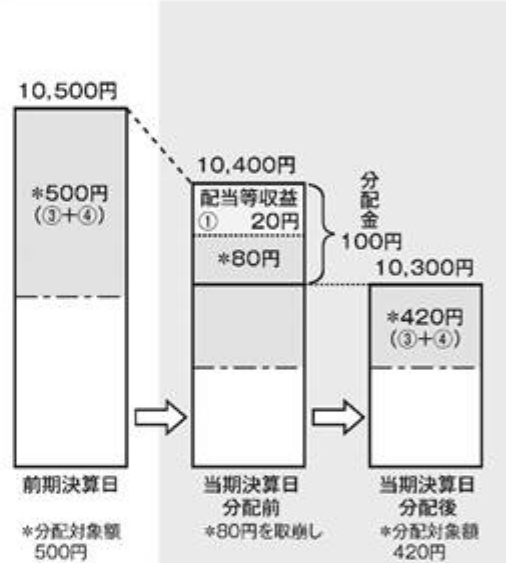 10,500円
*500円
(③+④)
前期決算日
*分配対象額
500円
10,400円
配当等収益
① 20円
*80円
分配金
100円
当期決算日
分配前
*80円を取崩し
10,300円
*420円
(③+④)
当期決算日
分配後
*分配対象額
420円